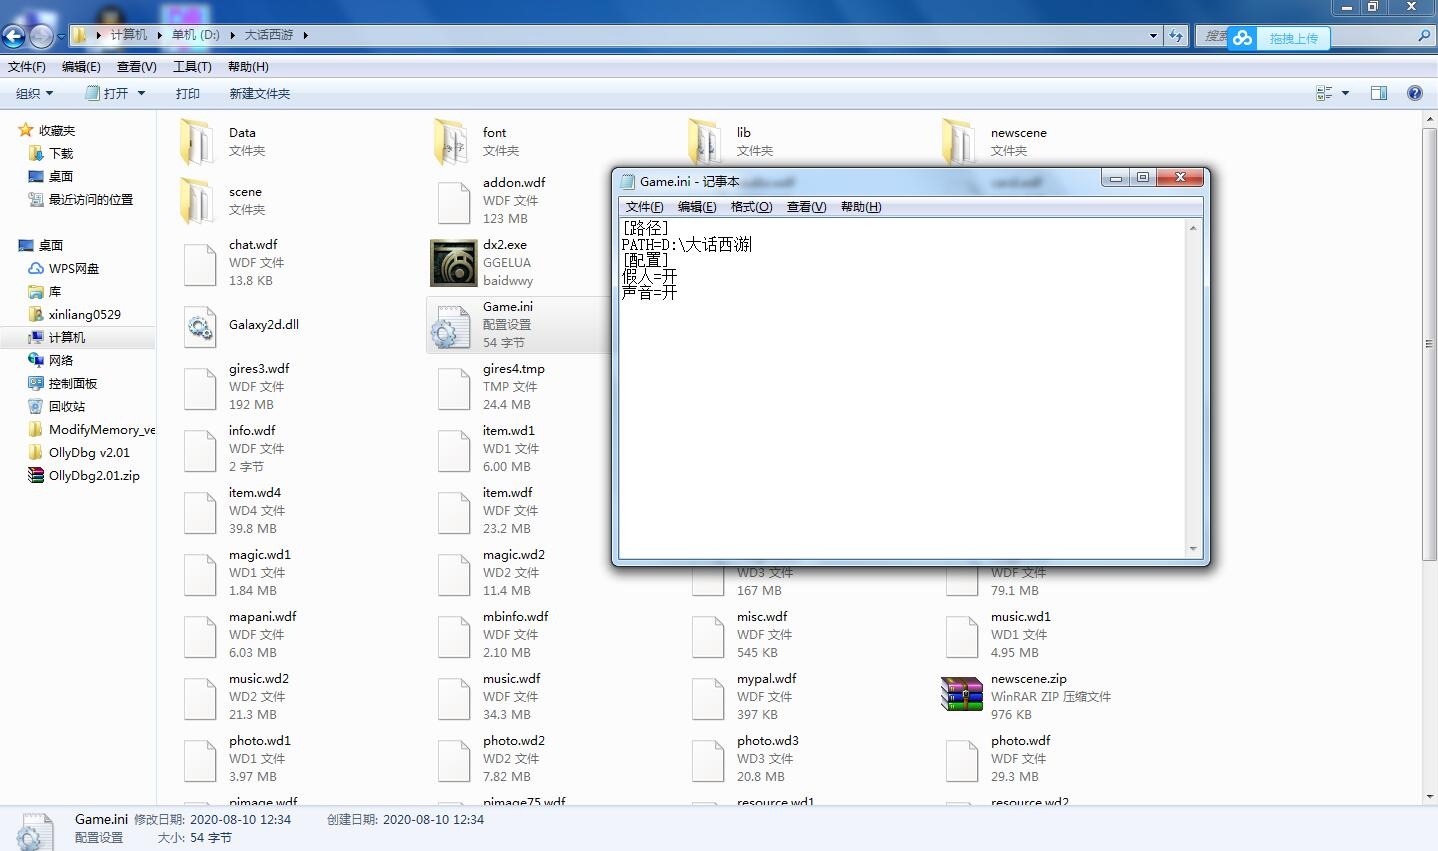 计算机 ▸ 单机 (D:) ▸ 大话西游 ▸
搜索
拖拽上传
文件(F) 编辑(E) 查看(V) 工具(T) 帮助(H)
组织 打开 打印 新建文件夹
收藏夹
下载
桌面
最近访问的位置
桌面
WPS网盘
库
xinliang0529
计算机
网络
控制面板
回收站
ModifyMemory_ve
OllyDbg v2.01
OllyDbg2.01.zip
Data
文件夹
font
文件夹
lib
文件夹
newscene
文件夹
scene
文件夹
addon.wdf
WDF 文件
123 MB
chat.wdf
WDF 文件
13.8 KB
dx2.exe
GGELUA
baidwwy
Galaxy2d.dll
Game.ini
配置设置
54 字节
gires3.wdf
WDF 文件
192 MB
gires4.tmp
TMP 文件
24.4 MB
info.wdf
WDF 文件
2 字节
item.wd1
WD1 文件
6.00 MB
item.wd4
WD4 文件
39.8 MB
item.wdf
WDF 文件
23.2 MB
magic.wd1
WD1 文件
1.84 MB
magic.wd2
WD2 文件
11.4 MB
WD3 文件
167 MB
WDF 文件
79.1 MB
mapani.wdf
WDF 文件
6.03 MB
mbinfo.wdf
WDF 文件
2.10 MB
misc.wdf
WDF 文件
545 KB
music.wd1
WD1 文件
4.95 MB
music.wd2
WD2 文件
21.3 MB
music.wdf
WDF 文件
34.3 MB
mypal.wdf
WDF 文件
397 KB
newscene.zip
WinRAR ZIP 压缩文件
976 KB
photo.wd1
WD1 文件
3.97 MB
photo.wd2
WD2 文件
7.82 MB
photo.wd3
WD3 文件
20.8 MB
photo.wdf
WDF 文件
29.3 MB
pimage.wdf
pimage75.wdf
resource.wd1
resource.wd2
Game.ini - 记事本
文件(F) 编辑(E) 格式(O) 查看(V) 帮助(H)
[路径]
PATH=D:\大话西游
[配置]
假人=开
声音=开
Game.ini 修改日期: 2020-08-10 12:34 创建日期: 2020-08-10 12:34
配置设置 大小: 54 字节